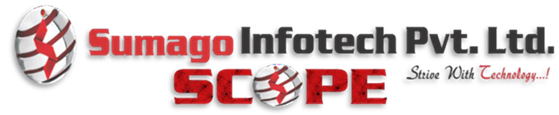 Sumago Infotech Pvt. Ltd.
SCOPE
Strive With Technology...!